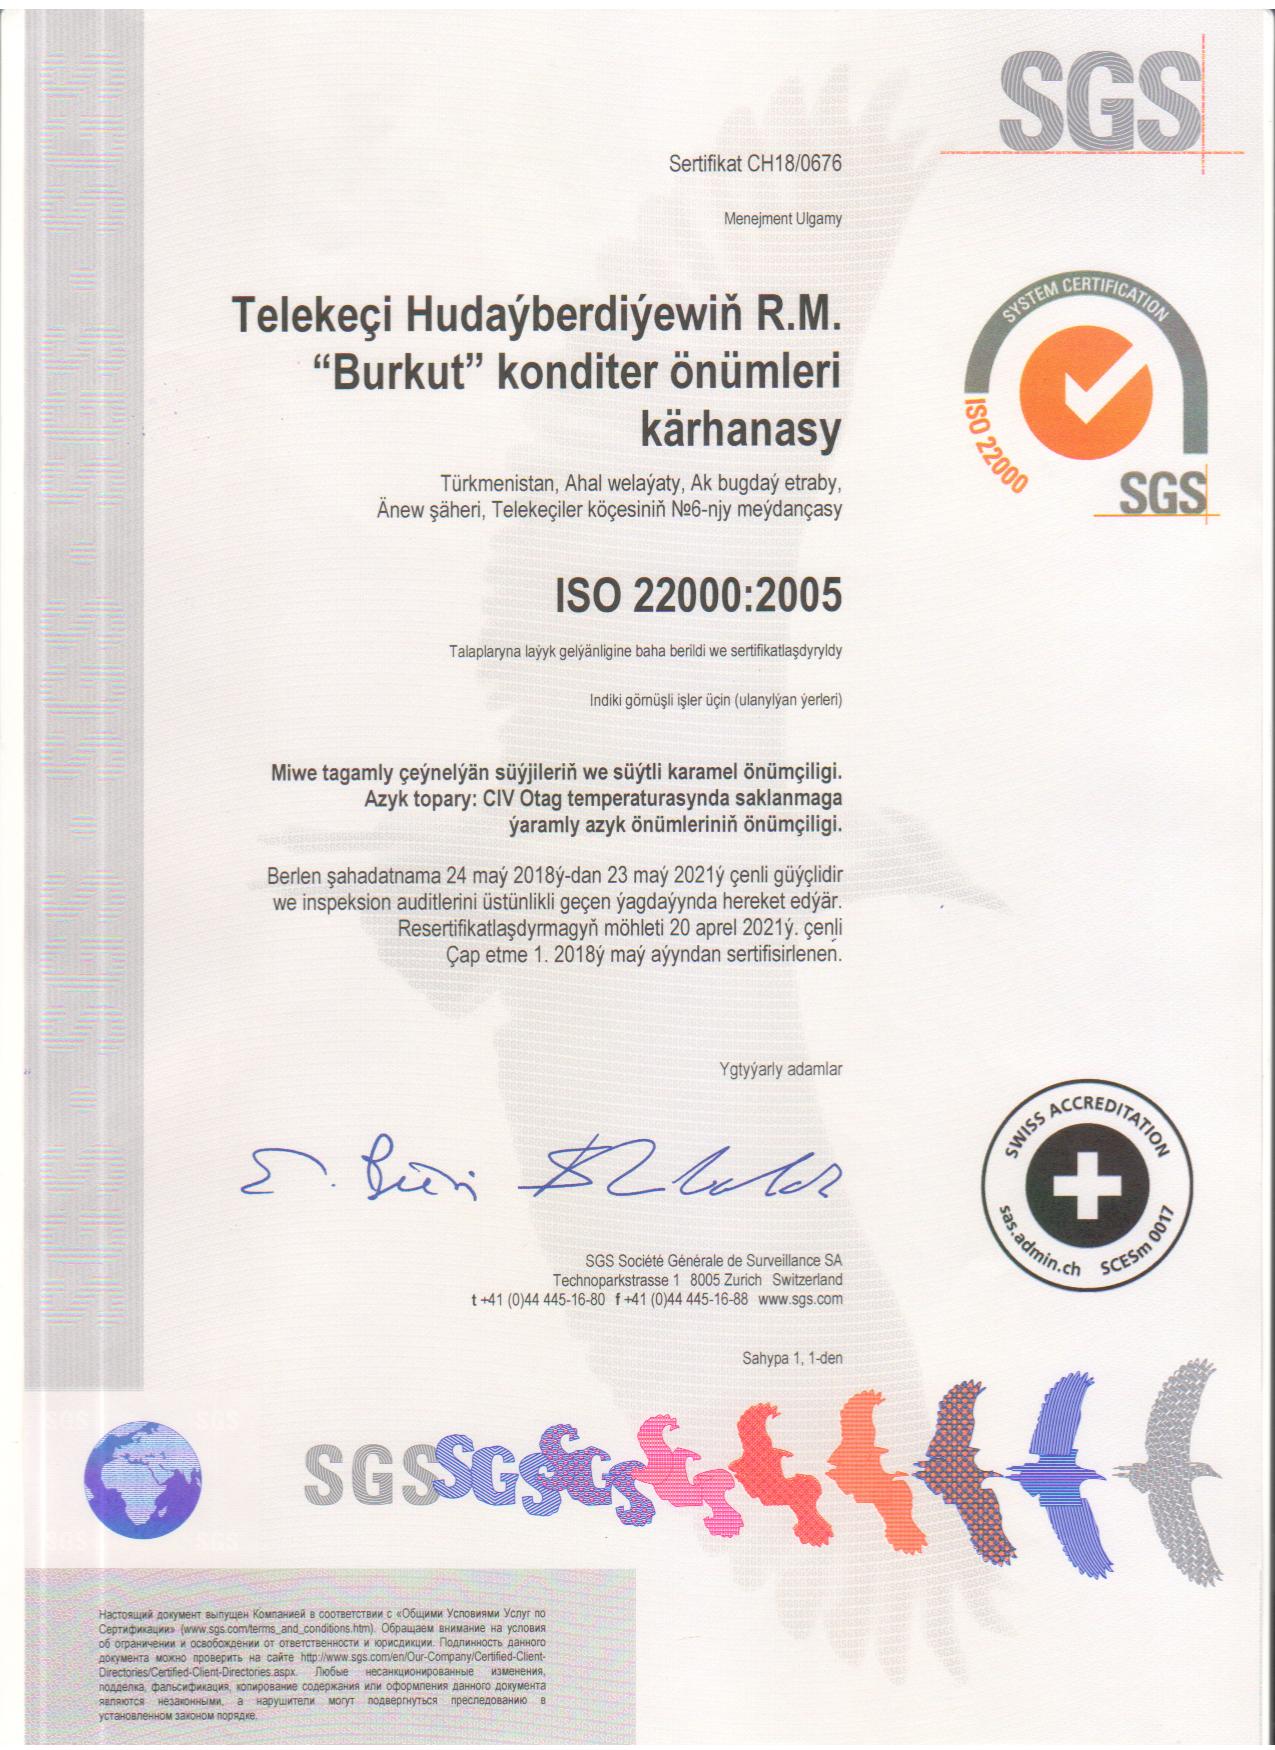 SGS
Sertifikat CH18/0676
Menejment Ulgamy
Telekeçi Hudaýberdiýewiň R.M.
“Burkut” konditer önümleri
kärhanasy
Türkmenistan, Ahal welaýaty, Ak bugdaý etraby,
Änew şäheri, Telekeçiler köçesiniň №6-njy meýdançasy
SYSTEM CERTIFICATION
ISO 22000
SGS
ISO 22000:2005
Talaplaryna laýyk gelýänligine baha berildi we sertifikatlaşdyryldy
Indiki görnüşli işler üçin (ulanylýan ýerleri)
Miwe tagamly çeýnelýän süýjileriň we süýtli karamel önümçiligi.
Azyk topary: CIV Otag temperaturasynda saklanmaga
ýaramly azyk önümleriniň önümçiligi.
Berlen şahadatnama 24 maý 2018ý-dan 23 maý 2021ý çenli güýçlidir
we inspeksion auditlerini üstünlikli geçen ýagdaýynda hereket edýär.
Resertifikatlaşdyrmagyň möhleti 20 aprel 2021ý. çenli
Çap etme 1. 2018ý maý aýyndan sertifisirleneň.
Ygtyýarly adamlar
SWISS ACCREDITATION
sas.admin.ch SCESm 0017
SGS Société Générale de Surveillance SA
Technoparkstrasse 1 8005 Zurich Switzerland
t +41 (0)44 445-16-80 f +41 (0)44 445-16-88 www.sgs.com
Sahypa 1, 1-den
SGS SGS SGS
Настоящий документ выпущен Компанией в соответствии с «Общими Условиями Услуг по
Сертификации» (www.sgs.com/terms_and_conditions.htm). Обращаем внимание на условия
об ограничении и освобождении от ответственности и юрисдикции. Подлинность данного
документа можно проверить на сайте http://www.sgs.com/en/Our-Company/Certified-Client-
Directories/Certified-Client-Directories.aspx. Любые несанкционированные изменения,
подделка, фальсификация, копирование содержания или оформления данного документа
являются незаконными, а нарушители могут подвергнуться преследованию в
установленном законом порядке.